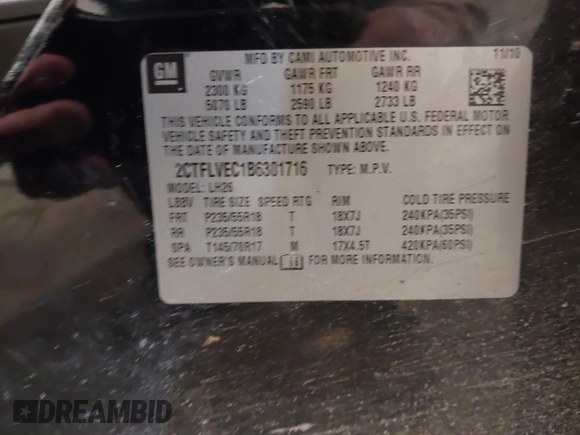 GM
MFD BY CAMI AUTOMOTIVE INC. 11/10
GVWR GAWR FRT GAWR RR
2300 KG 1175 KG 1240 KG
5070 LB 2590 LB 2733 LB
THIS VEHICLE CONFORMS TO ALL APPLICABLE U.S. FEDERAL MOTOR
VEHICLE SAFETY AND THEFT PREVENTION STANDARDS IN EFFECT ON
THE DATE OF MANUFACTURE SHOWN ABOVE.
2CTFLVEC1B6301716 TYPE: M.P.V.
MODEL: LH26
LBBV TIRE SIZE SPEED RTG RIM COLD TIRE PRESSURE
FRT P235/55R18 T 18X7J 240KPA(35PSI)
RR P235/55R18 T 18X7J 240KPA(35PSI)
SPA T145/70R17 M 17X4.5T 420KPA(60PSI)
SEE OWNER'S MANUAL FOR MORE INFORMATION.
DREAMBID